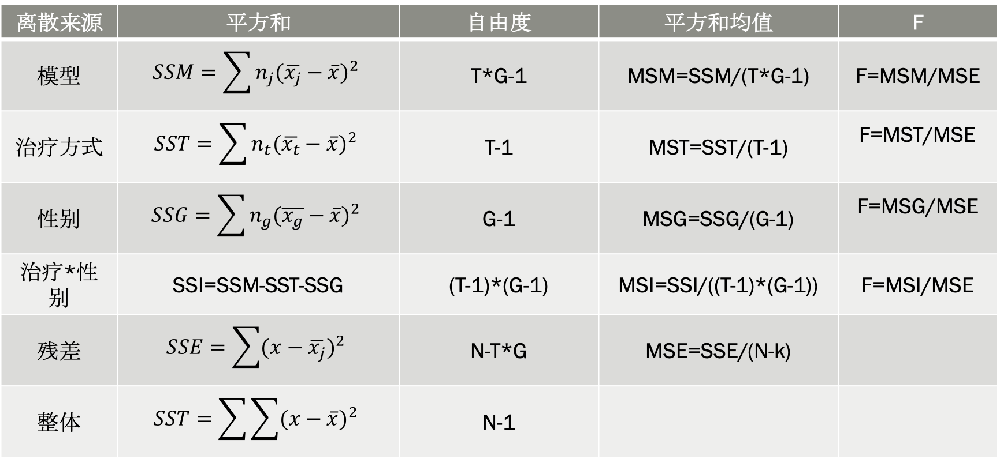 离散来源 平方和 自由度 平方和均值 F
模型 $SSM = \sum n_j(\overline{x_j} - \bar{x})^2$ T*G-1 MSM=SSM/(T*G-1) F=MSM/MSE
治疗方式 $SST = \sum n_t(\overline{x_t} - \bar{x})^2$ T-1 MST=SST/(T-1) F=MST/MSE
性别 $SSG = \sum n_g(\overline{x_g} - \bar{x})^2$ G-1 MSG=SSG/(G-1) F=MSG/MSE
治疗*性
别 SSI=SSM-SST-SSG (T-1)*(G-1) MSI=SSI/((T-1)*(G-1)) F=MSI/MSE
残差 $SSE = \sum (x - \overline{x_j})^2$ N-T*G MSE=SSE/(N-k)
整体 $SST = \sum\sum (x - \bar{x})^2$ N-1